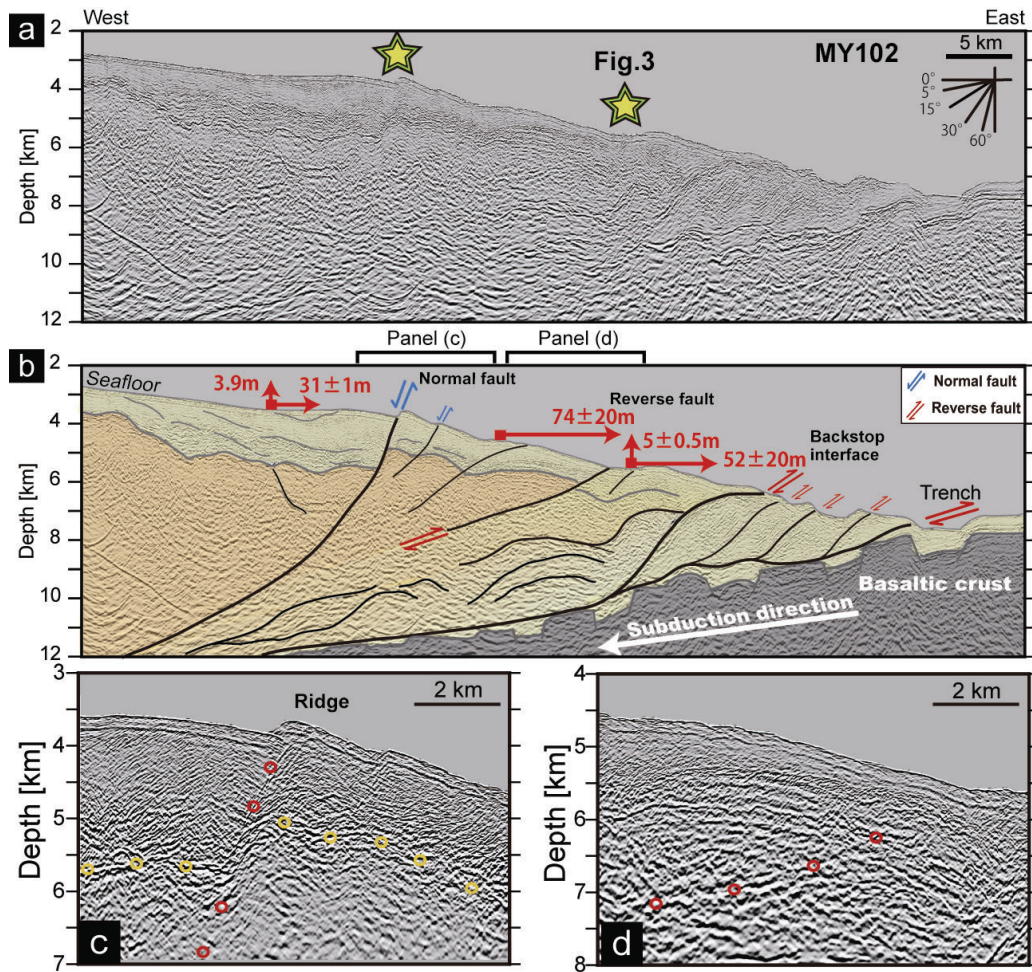 a
West
East
MY102
Fig.3
5 km
0°
5°
15°
30°
60°
Depth [km]
2
4
6
8
10
12
Panel (c)
Panel (d)
b
Seafloor
3.9m
31±1m
Normal fault
Reverse fault
74±20m
5±0.5m
52±20m
Backstop
interface
Trench
Normal fault
Reverse fault
Basaltic crust
Subduction direction
Depth [km]
2
4
6
8
10
12
Ridge
2 km
Depth [km]
3
4
5
6
7
c
2 km
Depth [km]
4
5
6
7
8
d